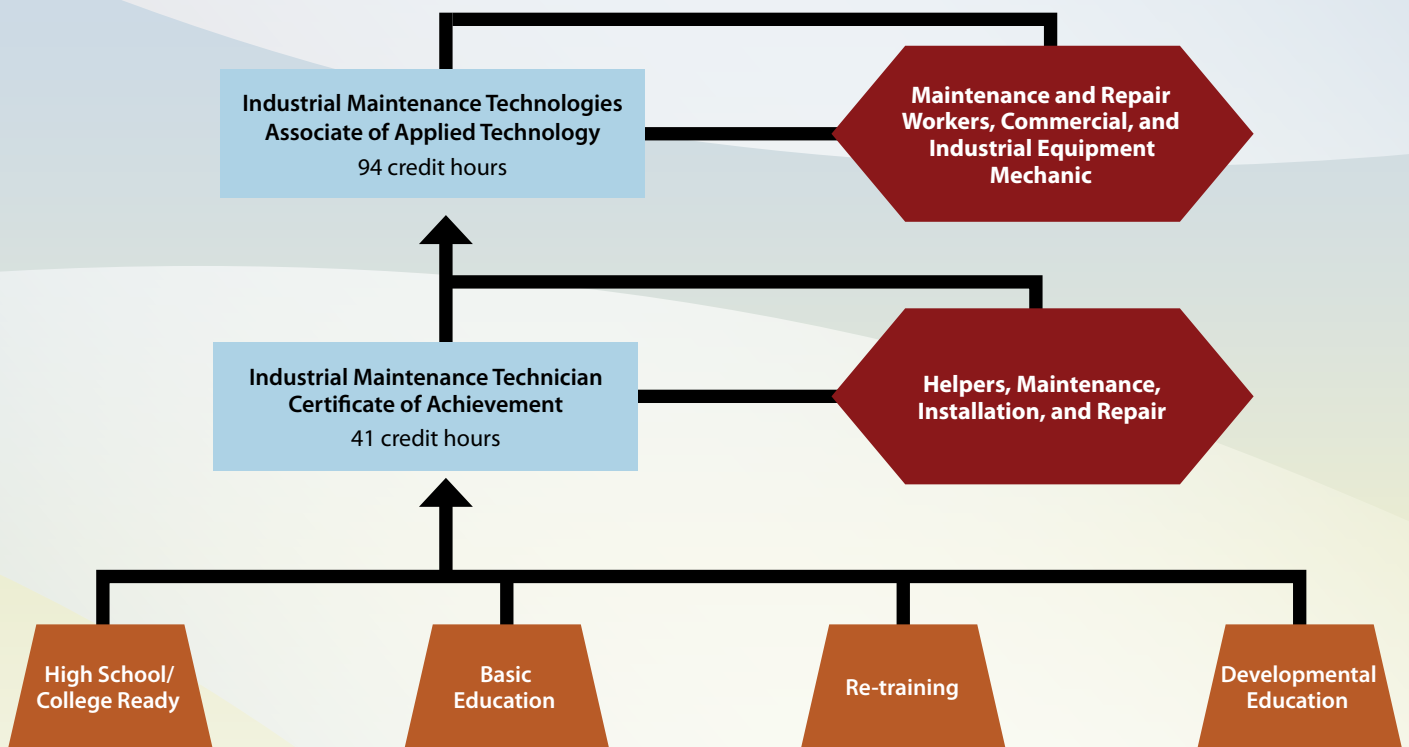 Industrial Maintenance Technologies
Associate of Applied Technology
94 credit hours
Maintenance and Repair
Workers, Commercial, and
Industrial Equipment
Mechanic
Industrial Maintenance Technician
Certificate of Achievement
41 credit hours
Helpers, Maintenance,
Installation, and Repair
High School/
College Ready
Basic
Education
Re-training
Developmental
Education